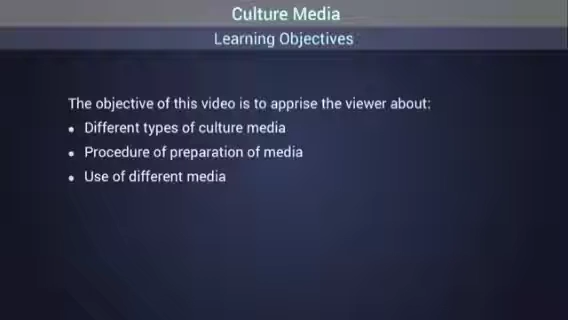 Culture Media
Learning Objectives
The objective of this video is to apprise the viewer about:
• Different types of culture media
• Procedure of preparation of media
• Use of different media